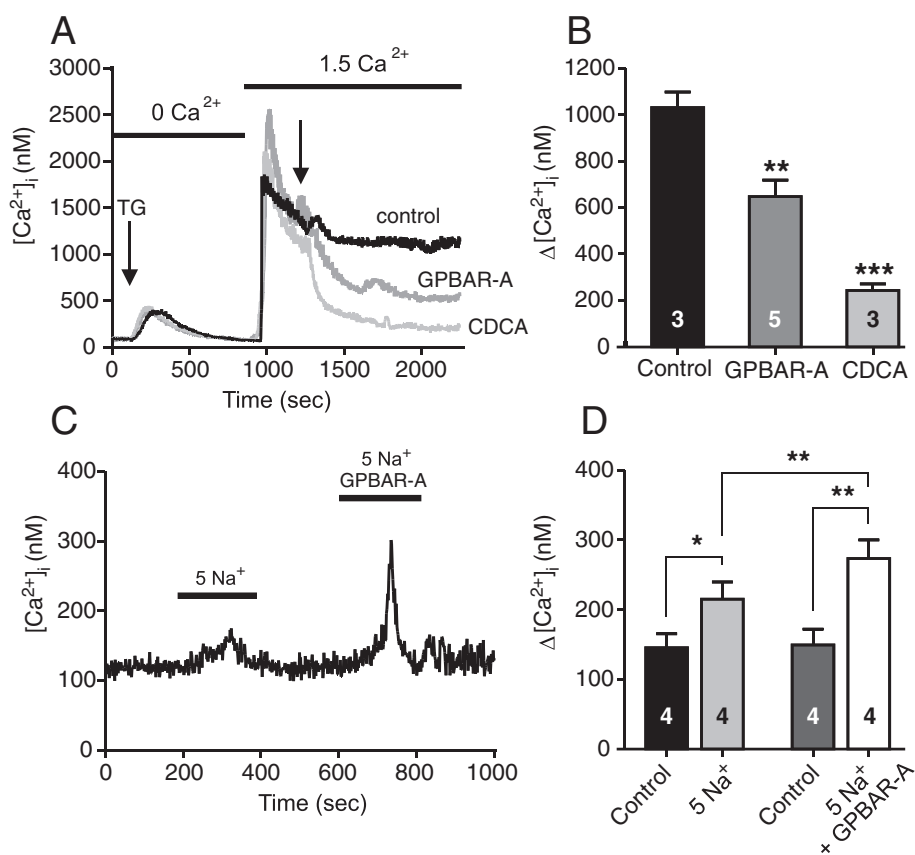 A
B
3000
2500
2000
1500
1000
500
0
[Ca²⁺]ᵢ (nM)
0 Ca ²⁺
1.5 Ca ²⁺
TG
control
GPBAR-A
CDCA
0
500
1000
1500
2000
Time (sec)
1200
1000
800
600
400
200
0
Δ [Ca²⁺]ᵢ (nM)
**
***
3
5
3
Control
GPBAR-A
CDCA
C
D
400
300
200
100
0
[Ca²⁺]ᵢ (nM)
5 Na⁺
5 Na⁺
GPBAR-A
0
200
400
600
800
1000
Time (sec)
400
300
200
100
0
Δ [Ca²⁺]ᵢ (nM)
**
**
*
4
4
4
4
Control
5 Na⁺
Control
5 Na⁺
+ GPBAR-A